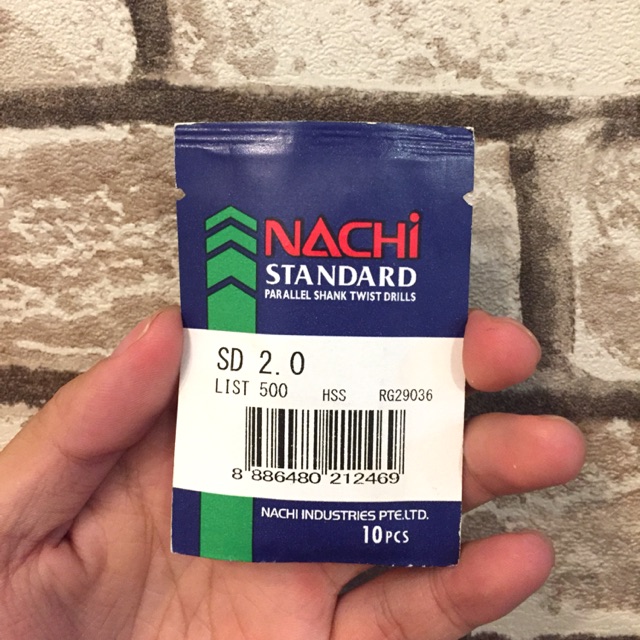 NACHi
STANDARD
PARALLEL SHANK TWIST DRILLS
SD 2.0
LIST 500 HSS RG29036
8 886480 212469
NACHI INDUSTRIES PTE.LTD.
10PCS